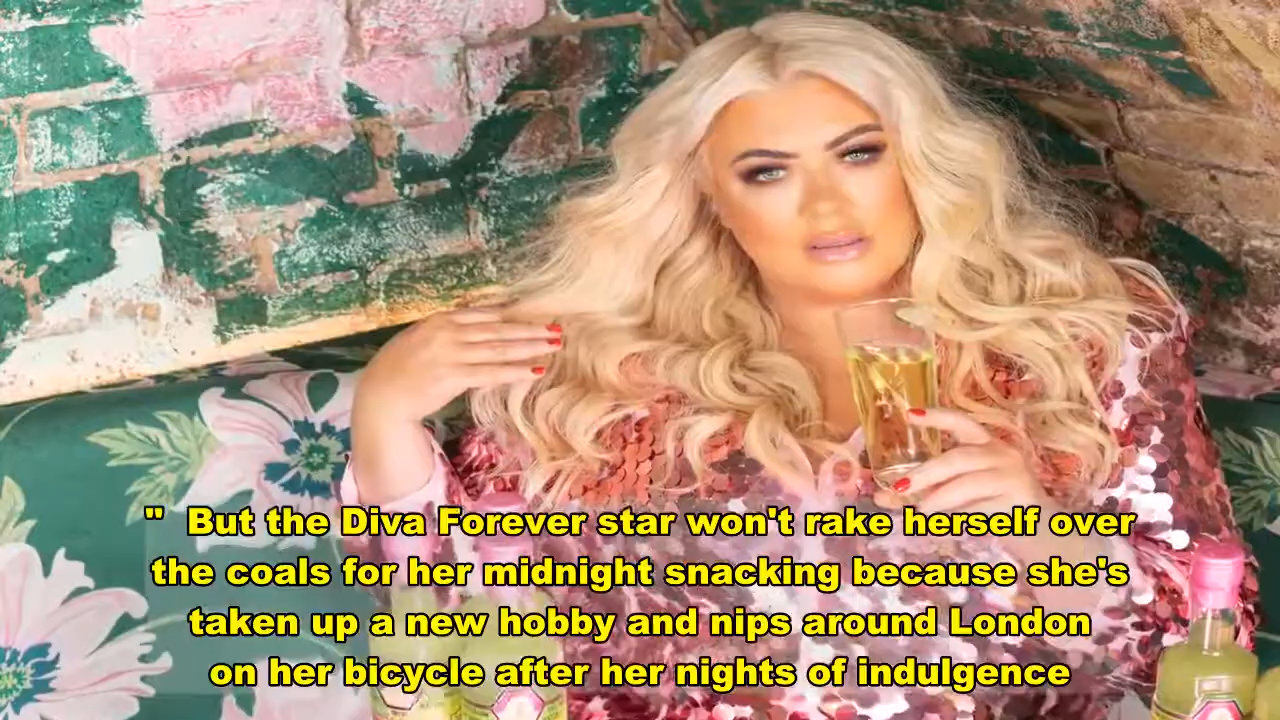 "  But the Diva Forever star won't rake herself over
the coals for her midnight snacking because she's
taken up a new hobby and nips around London
on her bicycle after her nights of indulgence